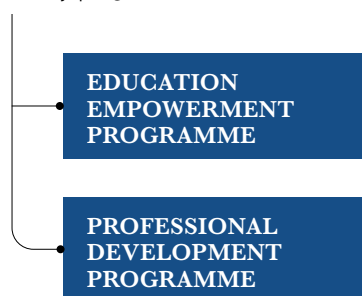 EDUCATION
EMPOWERMENT
PROGRAMME
PROFESSIONAL
DEVELOPMENT
PROGRAMME